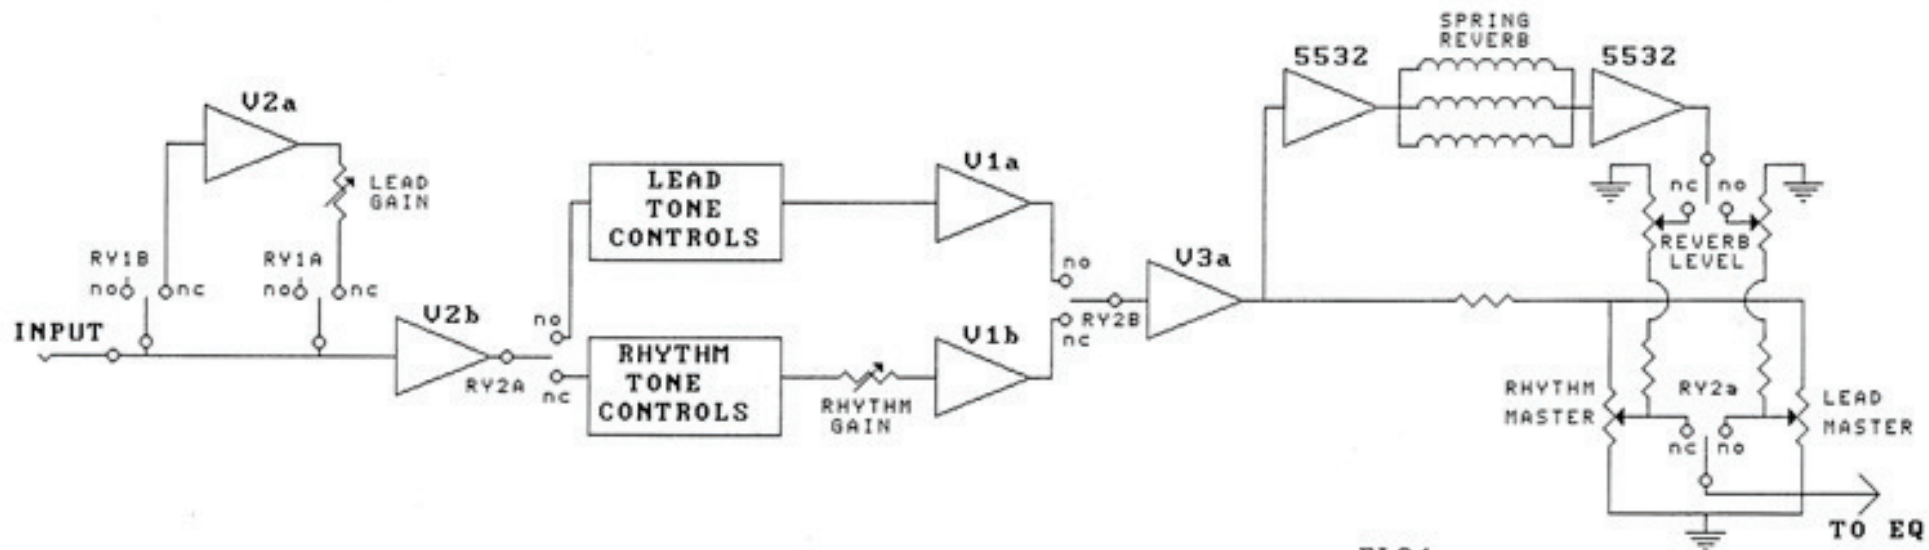 SPRING
REVERB
5532
5532
V2a
LEAD
GAIN
V1a
LEAD
TONE
CONTROLS
nc
no
REVERB
LEVEL
RY1B
no
nc
RY1A
no
nc
V3a
no
RY2B
nc
INPUT
V2b
no
RY2A
nc
RHYTHM
TONE
CONTROLS
RHYTHM
GAIN
V1b
RHYTHM
MASTER
RY2a
LEAD
MASTER
nc
no
TO EQ